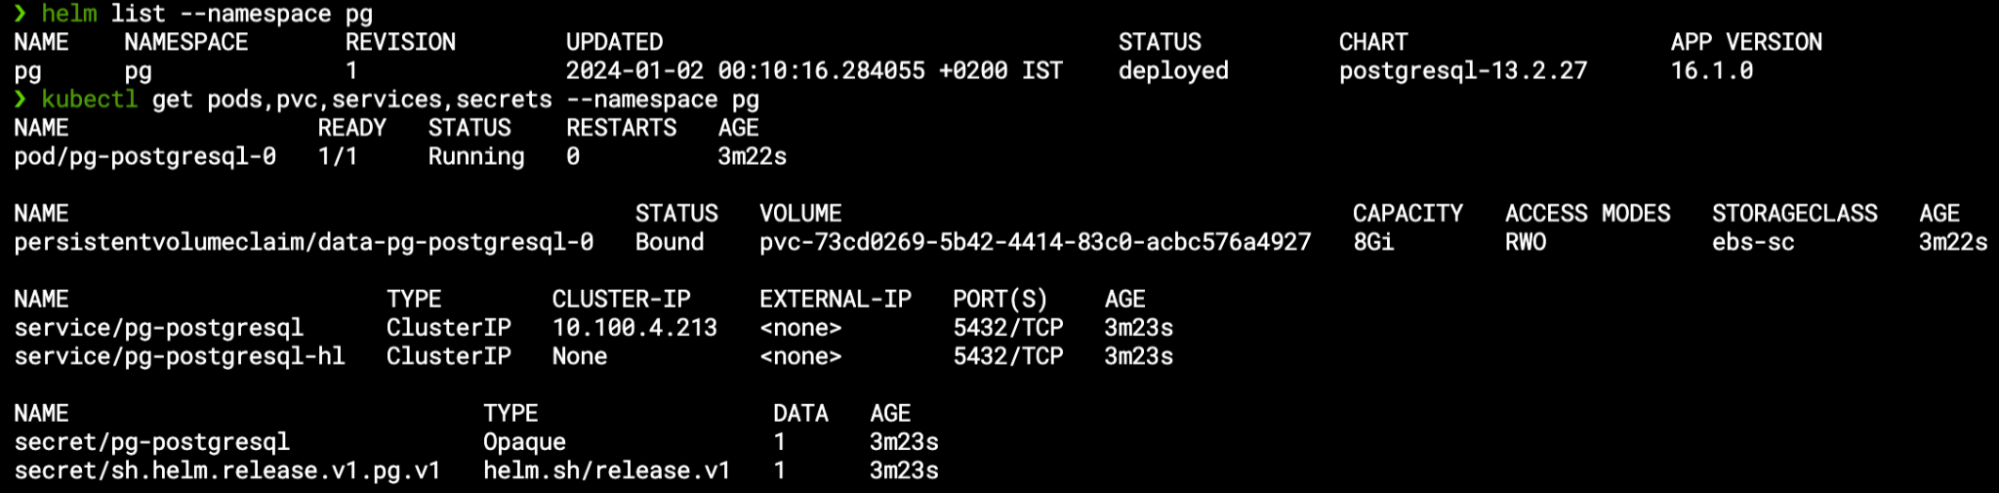 ❯ helm list --namespace pg
NAME NAMESPACE REVISION UPDATED STATUS CHART APP VERSION
pg pg 1 2024-01-02 00:10:16.284055 +0200 IST deployed postgresql-13.2.27 16.1.0
❯ kubectl get pods,pvc,services,secrets --namespace pg
NAME READY STATUS RESTARTS AGE
pod/pg-postgresql-0 1/1 Running 0 3m22s
NAME STATUS VOLUME CAPACITY ACCESS MODES STORAGECLASS AGE
persistentvolumeclaim/data-pg-postgresql-0 Bound pvc-73cd0269-5b42-4414-83c0-acbc576a4927 8Gi RWO ebs-sc 3m22s
NAME TYPE CLUSTER-IP EXTERNAL-IP PORT(S) AGE
service/pg-postgresql ClusterIP 10.100.4.213 <none> 5432/TCP 3m23s
service/pg-postgresql-hl ClusterIP None <none> 5432/TCP 3m23s
NAME TYPE DATA AGE
secret/pg-postgresql Opaque 1 3m23s
secret/sh.helm.release.v1.pg.v1 helm.sh/release.v1 1 3m23s